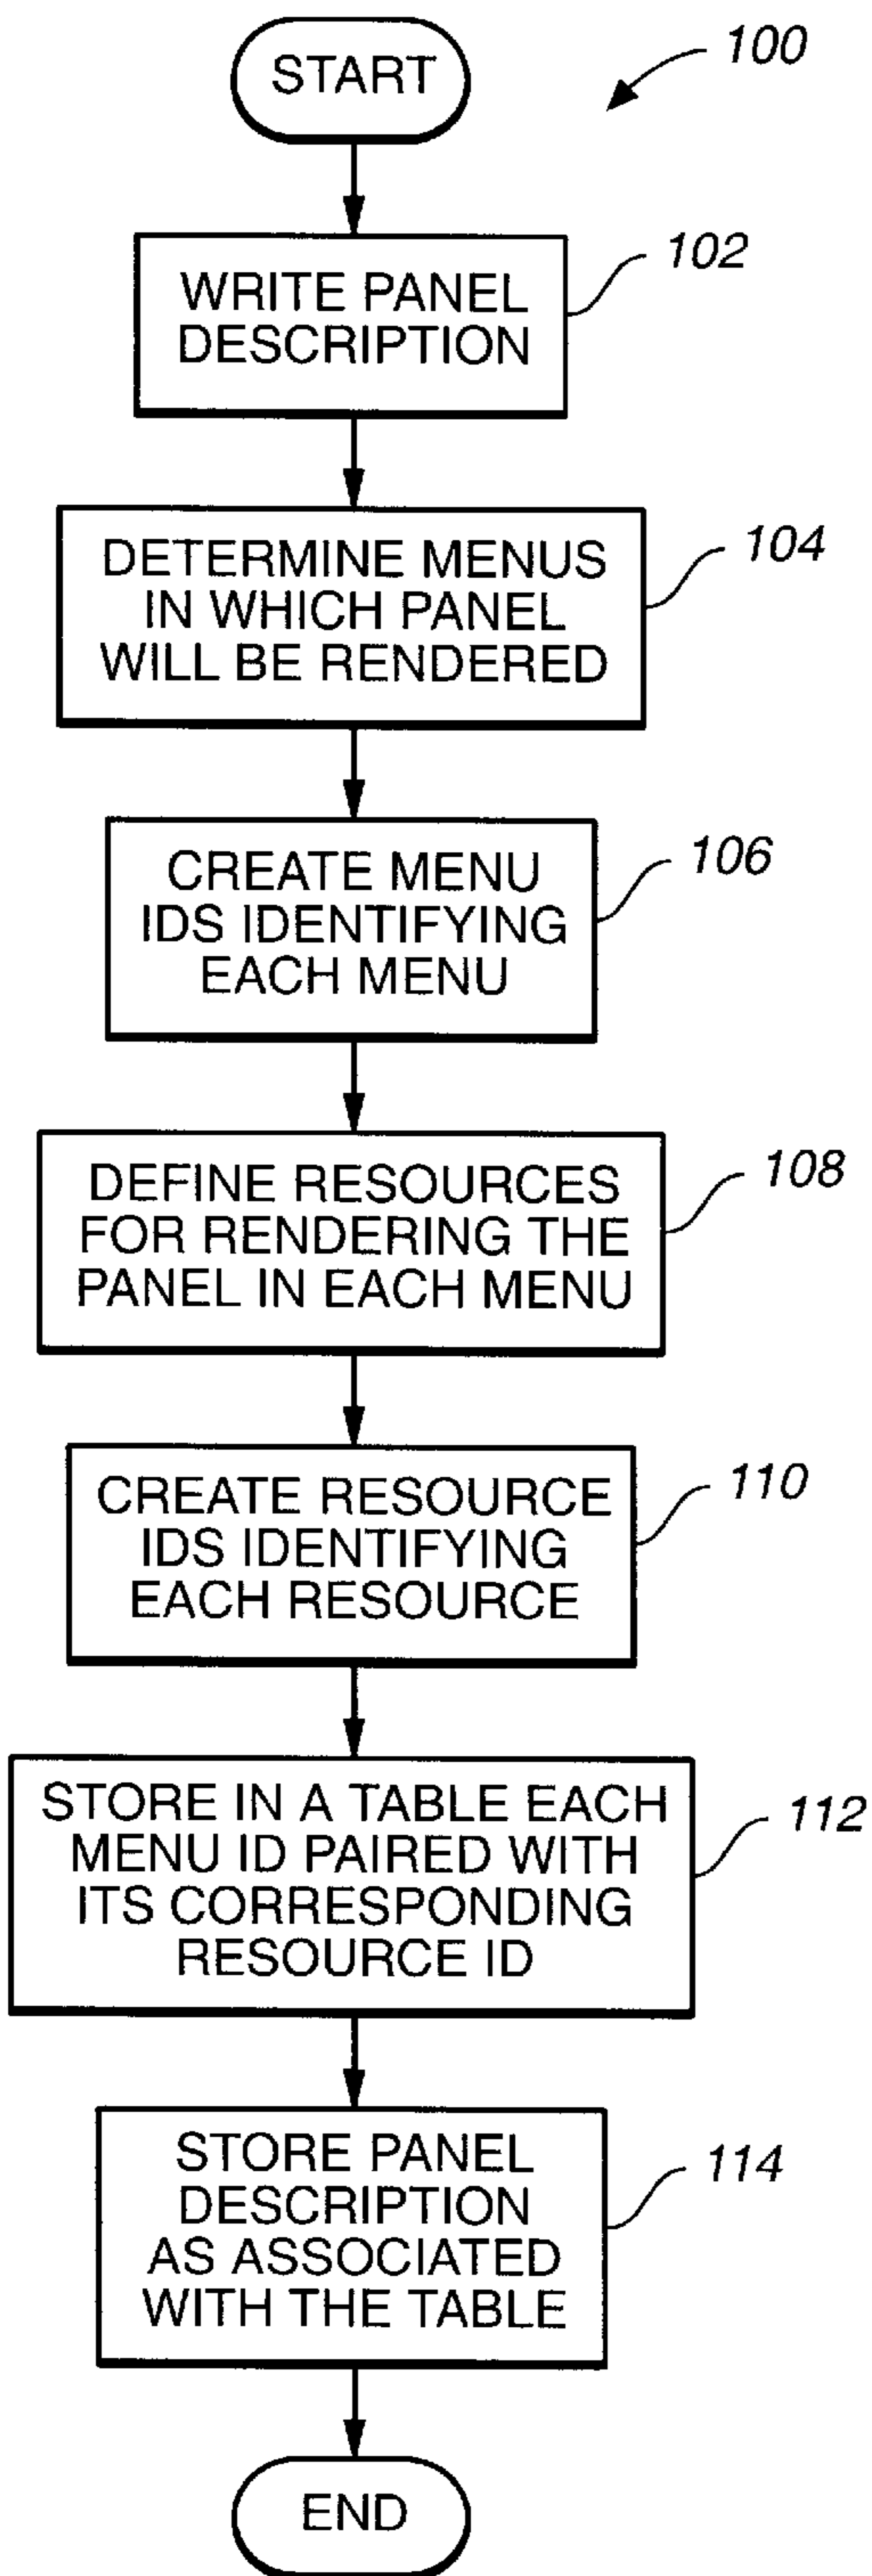 START
100
WRITE PANEL
DESCRIPTION
102
DETERMINE MENUS
IN WHICH PANEL
WILL BE RENDERED
104
CREATE MENU
IDS IDENTIFYING
EACH MENU
106
DEFINE RESOURCES
FOR RENDERING THE
PANEL IN EACH MENU
108
CREATE RESOURCE
IDS IDENTIFYING
EACH RESOURCE
110
STORE IN A TABLE EACH
MENU ID PAIRED WITH
ITS CORRESPONDING
RESOURCE ID
112
STORE PANEL
DESCRIPTION
AS ASSOCIATED
WITH THE TABLE
114
END